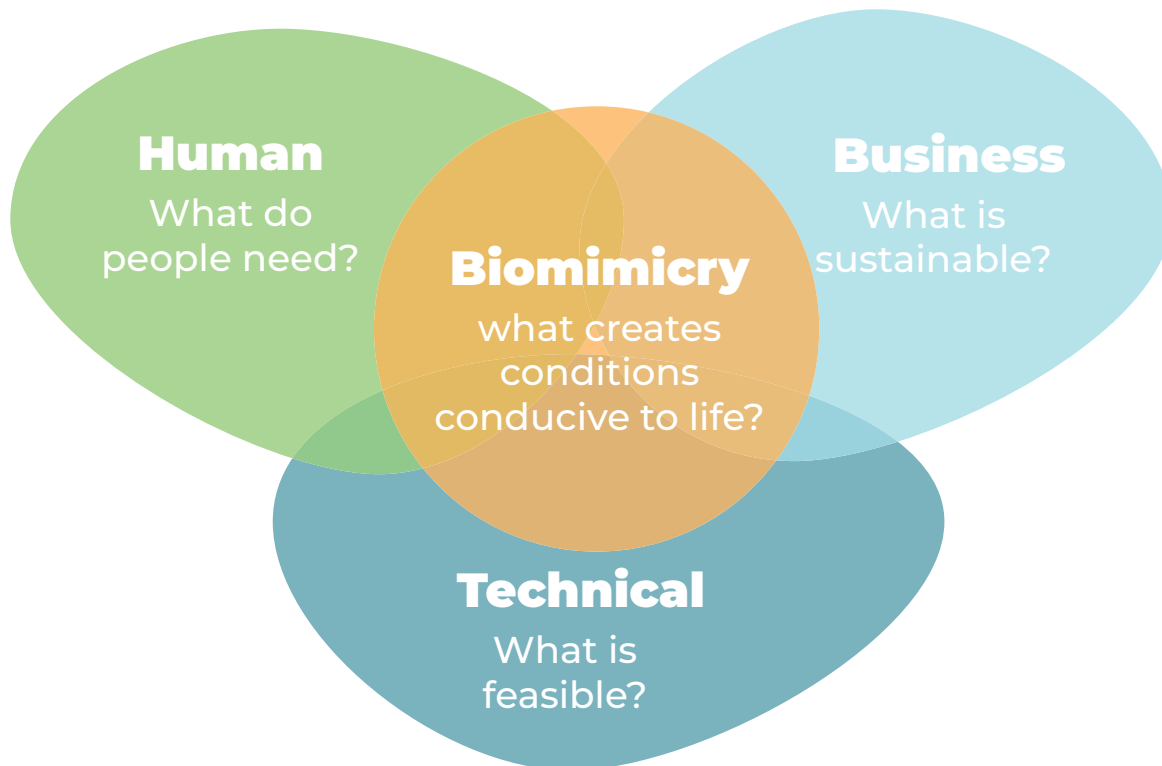 Human
What do
people need?
Business
What is
sustainable?
Biomimicry
what creates
conditions
conducive to life?
Technical
What is
feasible?